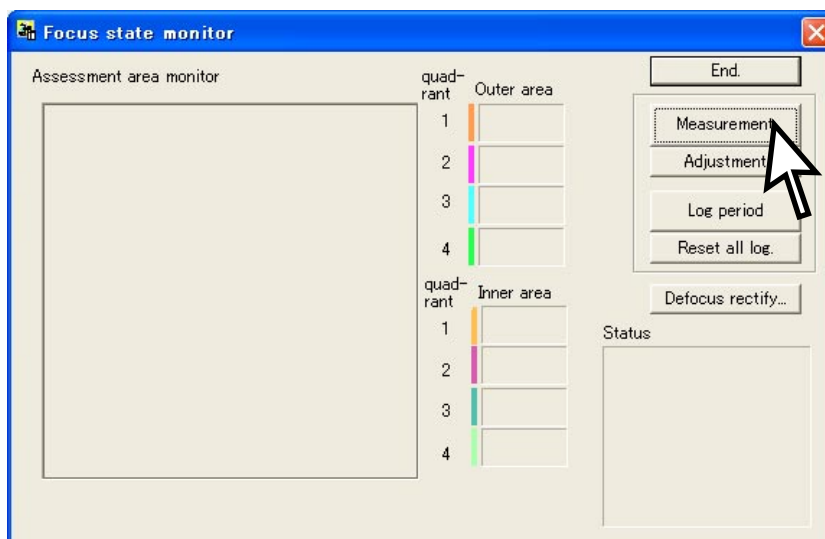 Focus state monitor
Assessment area monitor
quad-
rant
Outer area
1
2
3
4
quad-
rant
Inner area
1
2
3
4
End.
Measurement
Adjustment
Log period
Reset all log.
Defocus rectify...
Status